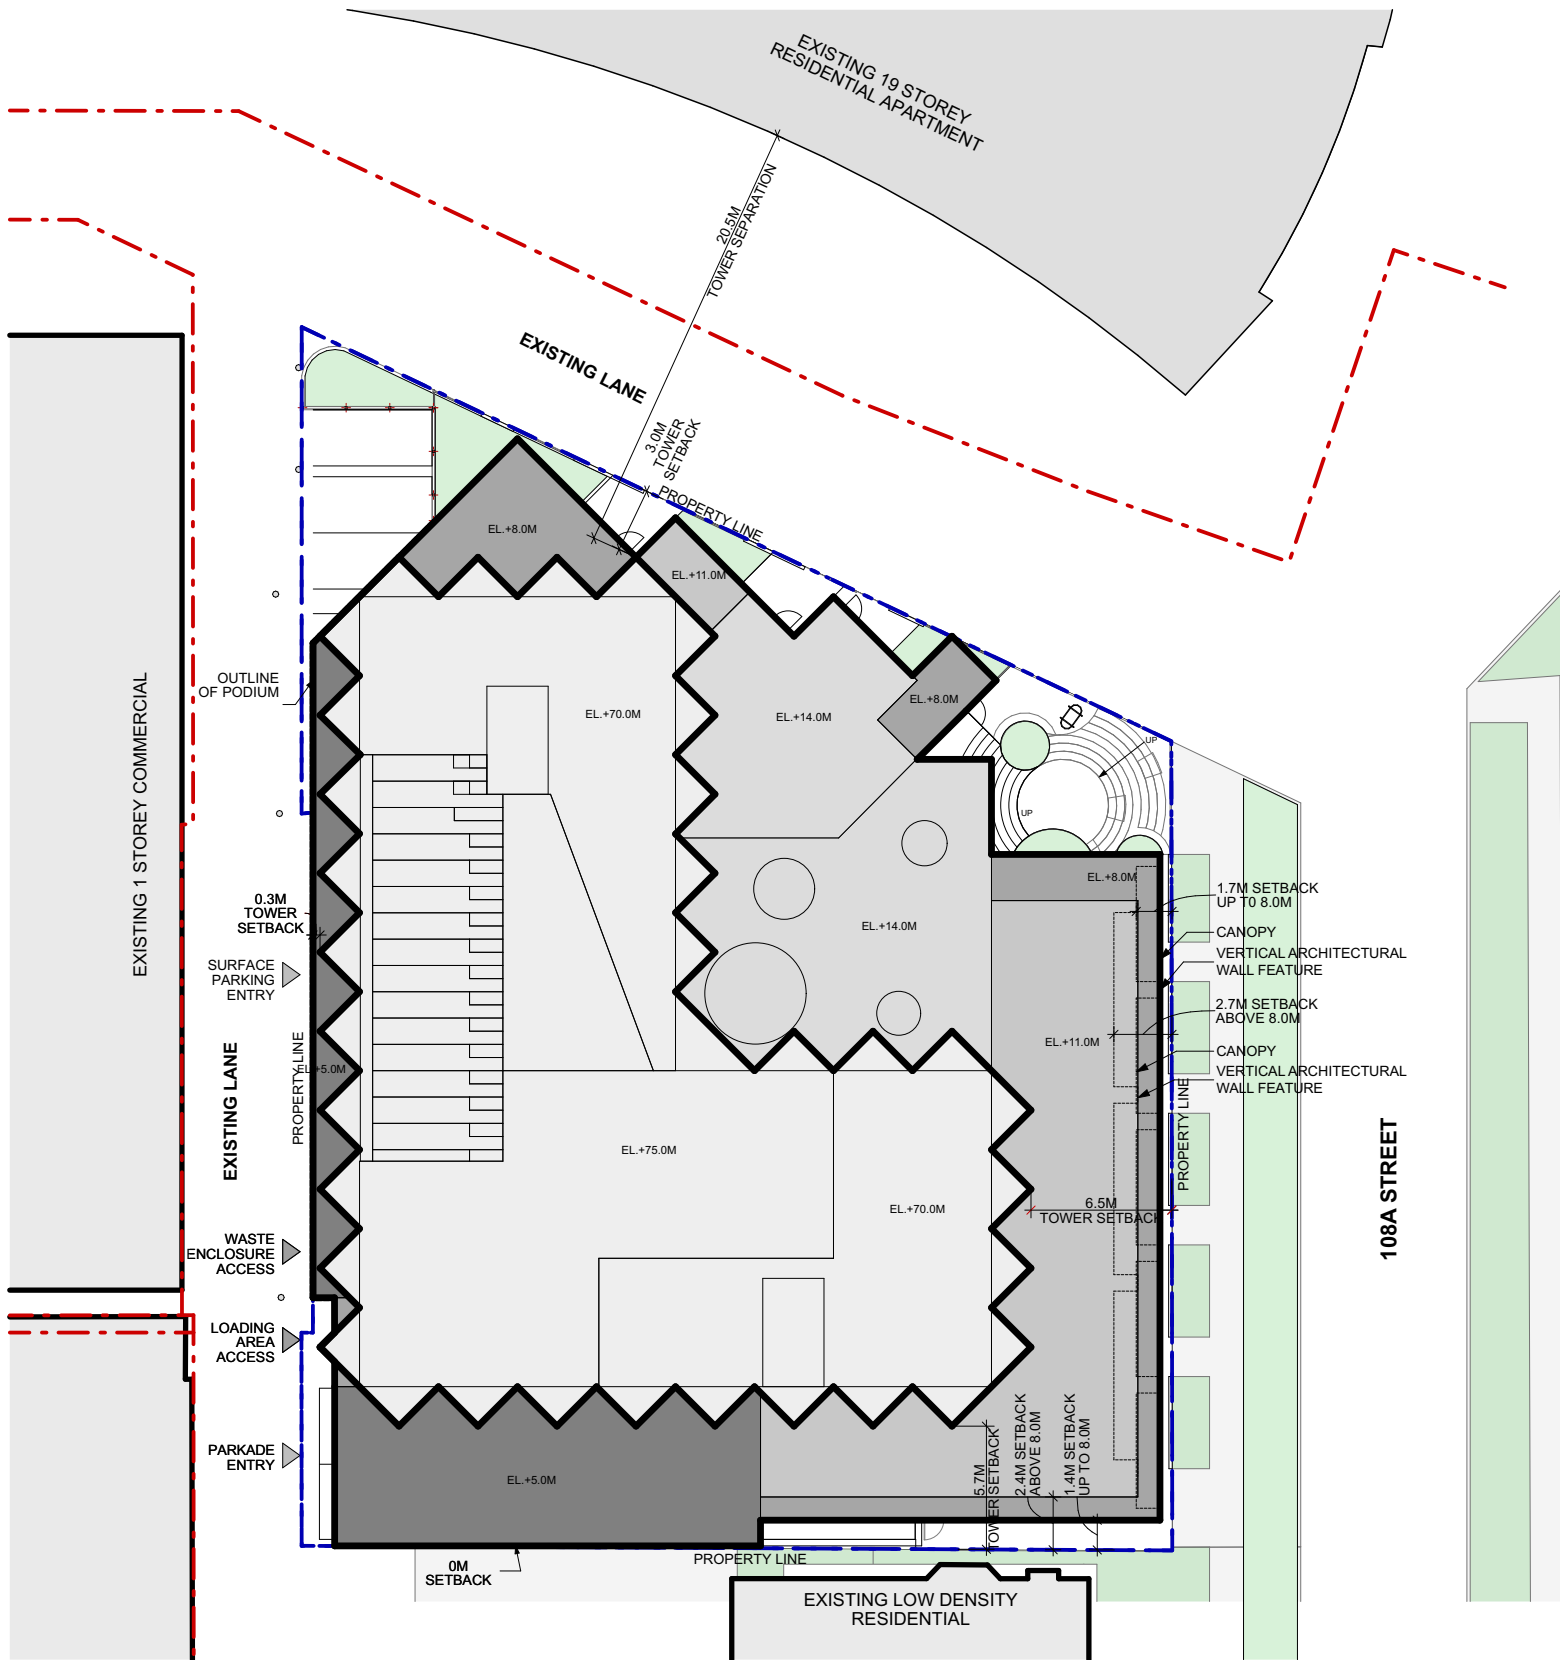 EXISTING 19 STOREY
RESIDENTIAL APARTMENT
20.5M
TOWER SEPARATION
EXISTING LANE
3.0M
TOWER
SETBACK
PROPERTY LINE
EL.+8.0M
EL.+11.0M
OUTLINE
OF PODIUM
EL.+70.0M
EL.+14.0M
EL.+8.0M
UP
UP
EXISTING 1 STOREY COMMERCIAL
EL.+8.0M
1.7M SETBACK
UP TO 8.0M
0.3M
TOWER
SETBACK
EL.+14.0M
CANOPY
VERTICAL ARCHITECTURAL
WALL FEATURE
SURFACE
PARKING
ENTRY
2.7M SETBACK
ABOVE 8.0M
EL.+11.0M
CANOPY
VERTICAL ARCHITECTURAL
WALL FEATURE
EXISTING LANE
PROPERTY LINE
EL.+5.0M
PROPERTY LINE
108A STREET
EL.+75.0M
EL.+70.0M
6.5M
TOWER SETBACK
WASTE
ENCLOSURE
ACCESS
LOADING
AREA
ACCESS
PARKADE
ENTRY
EL.+5.0M
5.7M
TOWER SETBACK
2.4M SETBACK
ABOVE 8.0M
1.4M SETBACK
UP TO 8.0M
0M
SETBACK
PROPERTY LINE
EXISTING LOW DENSITY
RESIDENTIAL